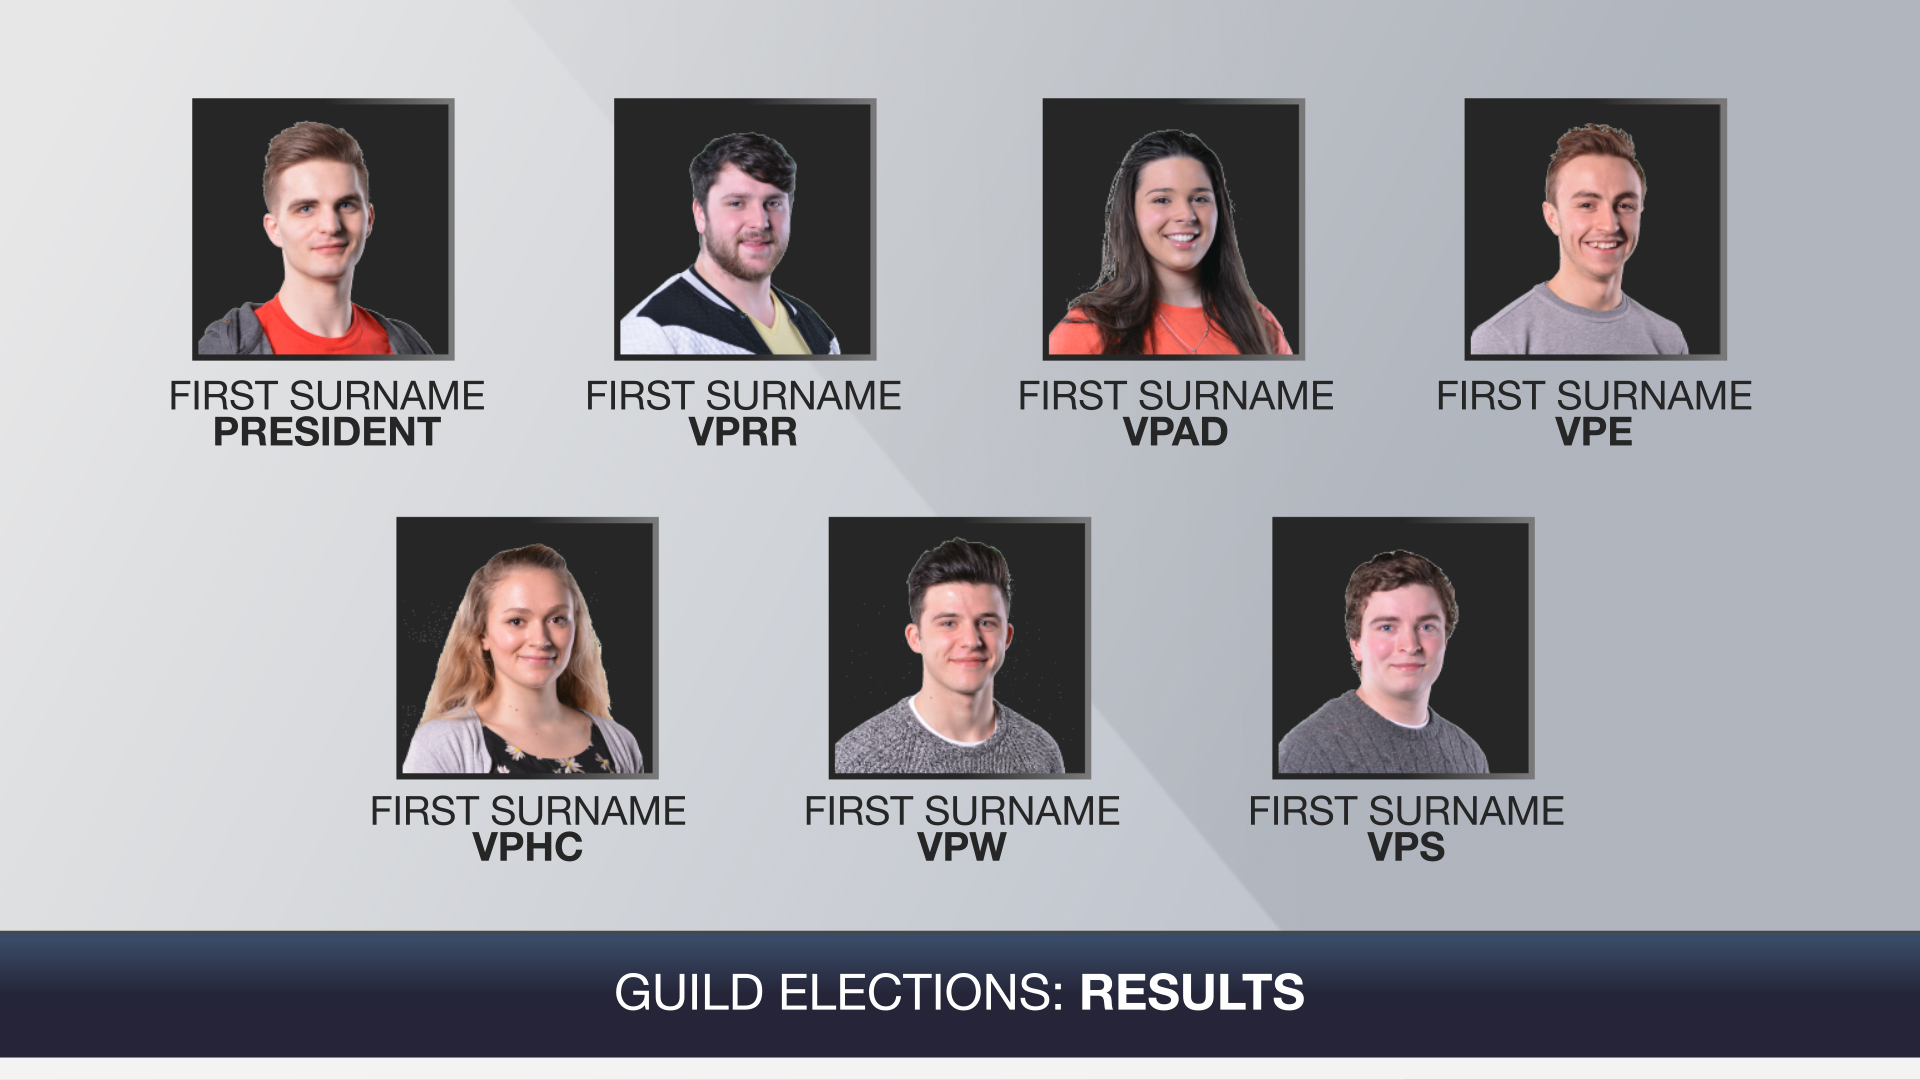 FIRST SURNAME
PRESIDENT
FIRST SURNAME
VPRR
FIRST SURNAME
VPAD
FIRST SURNAME
VPE
FIRST SURNAME
VPHC
FIRST SURNAME
VPW
FIRST SURNAME
VPS
GUILD ELECTIONS: RESULTS